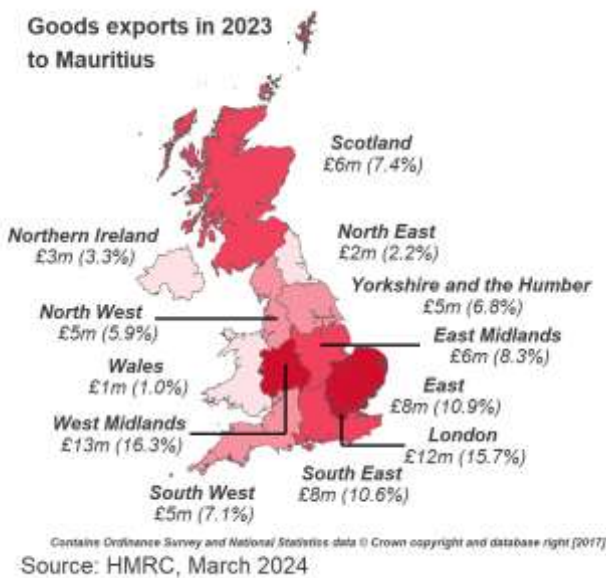 Goods exports in 2023
to Mauritius
Scotland
£6m (7.4%)
Northern Ireland
£3m (3.3%)
North East
£2m (2.2%)
Yorkshire and the Humber
£5m (6.8%)
North West
£5m (5.9%)
East Midlands
£6m (8.3%)
Wales
£1m (1.0%)
East
£8m (10.9%)
West Midlands
£13m (16.3%)
London
£12m (15.7%)
South East
£8m (10.6%)
South West
£5m (7.1%)
Contains Ordinance Survey and National Statistics data © Crown copyright and database right [2017]
Source: HMRC, March 2024